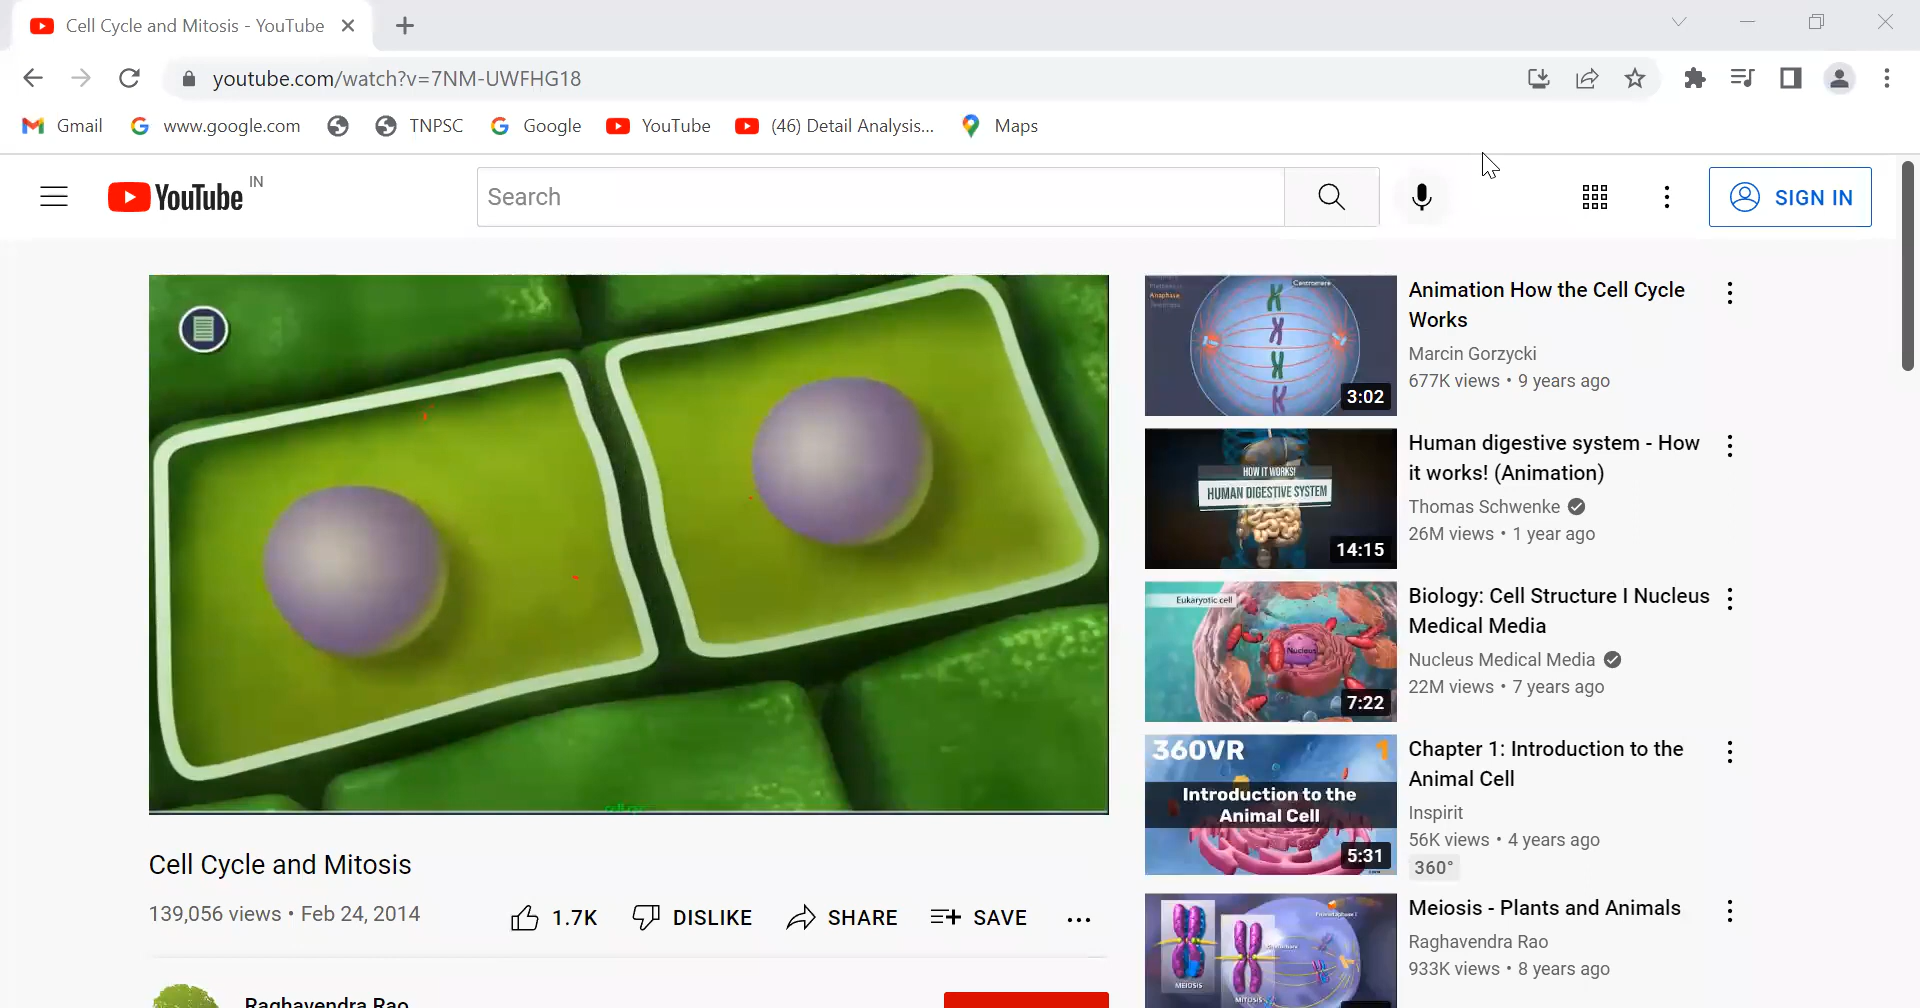 Cell Cycle and Mitosis - YouTube
youtube.com/watch?v=7NM-UWFHG18
Gmail
www.google.com
TNPSC
Google
YouTube
(46) Detail Analysis...
Maps
YouTube IN
Search
SIGN IN
Cell Cycle and Mitosis
139,056 views • Feb 24, 2014
1.7K
DISLIKE
SHARE
SAVE
Raghavendra Rao
Anaphase
Centromere
3:02
Animation How the Cell Cycle
Works
Marcin Gorzycki
677K views • 9 years ago
HOW IT WORKS!
HUMAN DIGESTIVE SYSTEM
14:15
Human digestive system - How
it works! (Animation)
Thomas Schwenke
26M views • 1 year ago
Eukaryotic cell
Nucleus
7:22
Biology: Cell Structure I Nucleus
Medical Media
Nucleus Medical Media
22M views • 7 years ago
360VR
1
Introduction to the
Animal Cell
5:31
Chapter 1: Introduction to the
Animal Cell
Inspirit
56K views • 4 years ago
360°
MEIOSIS
MITOSIS
Meiosis - Plants and Animals
Raghavendra Rao
933K views • 8 years ago